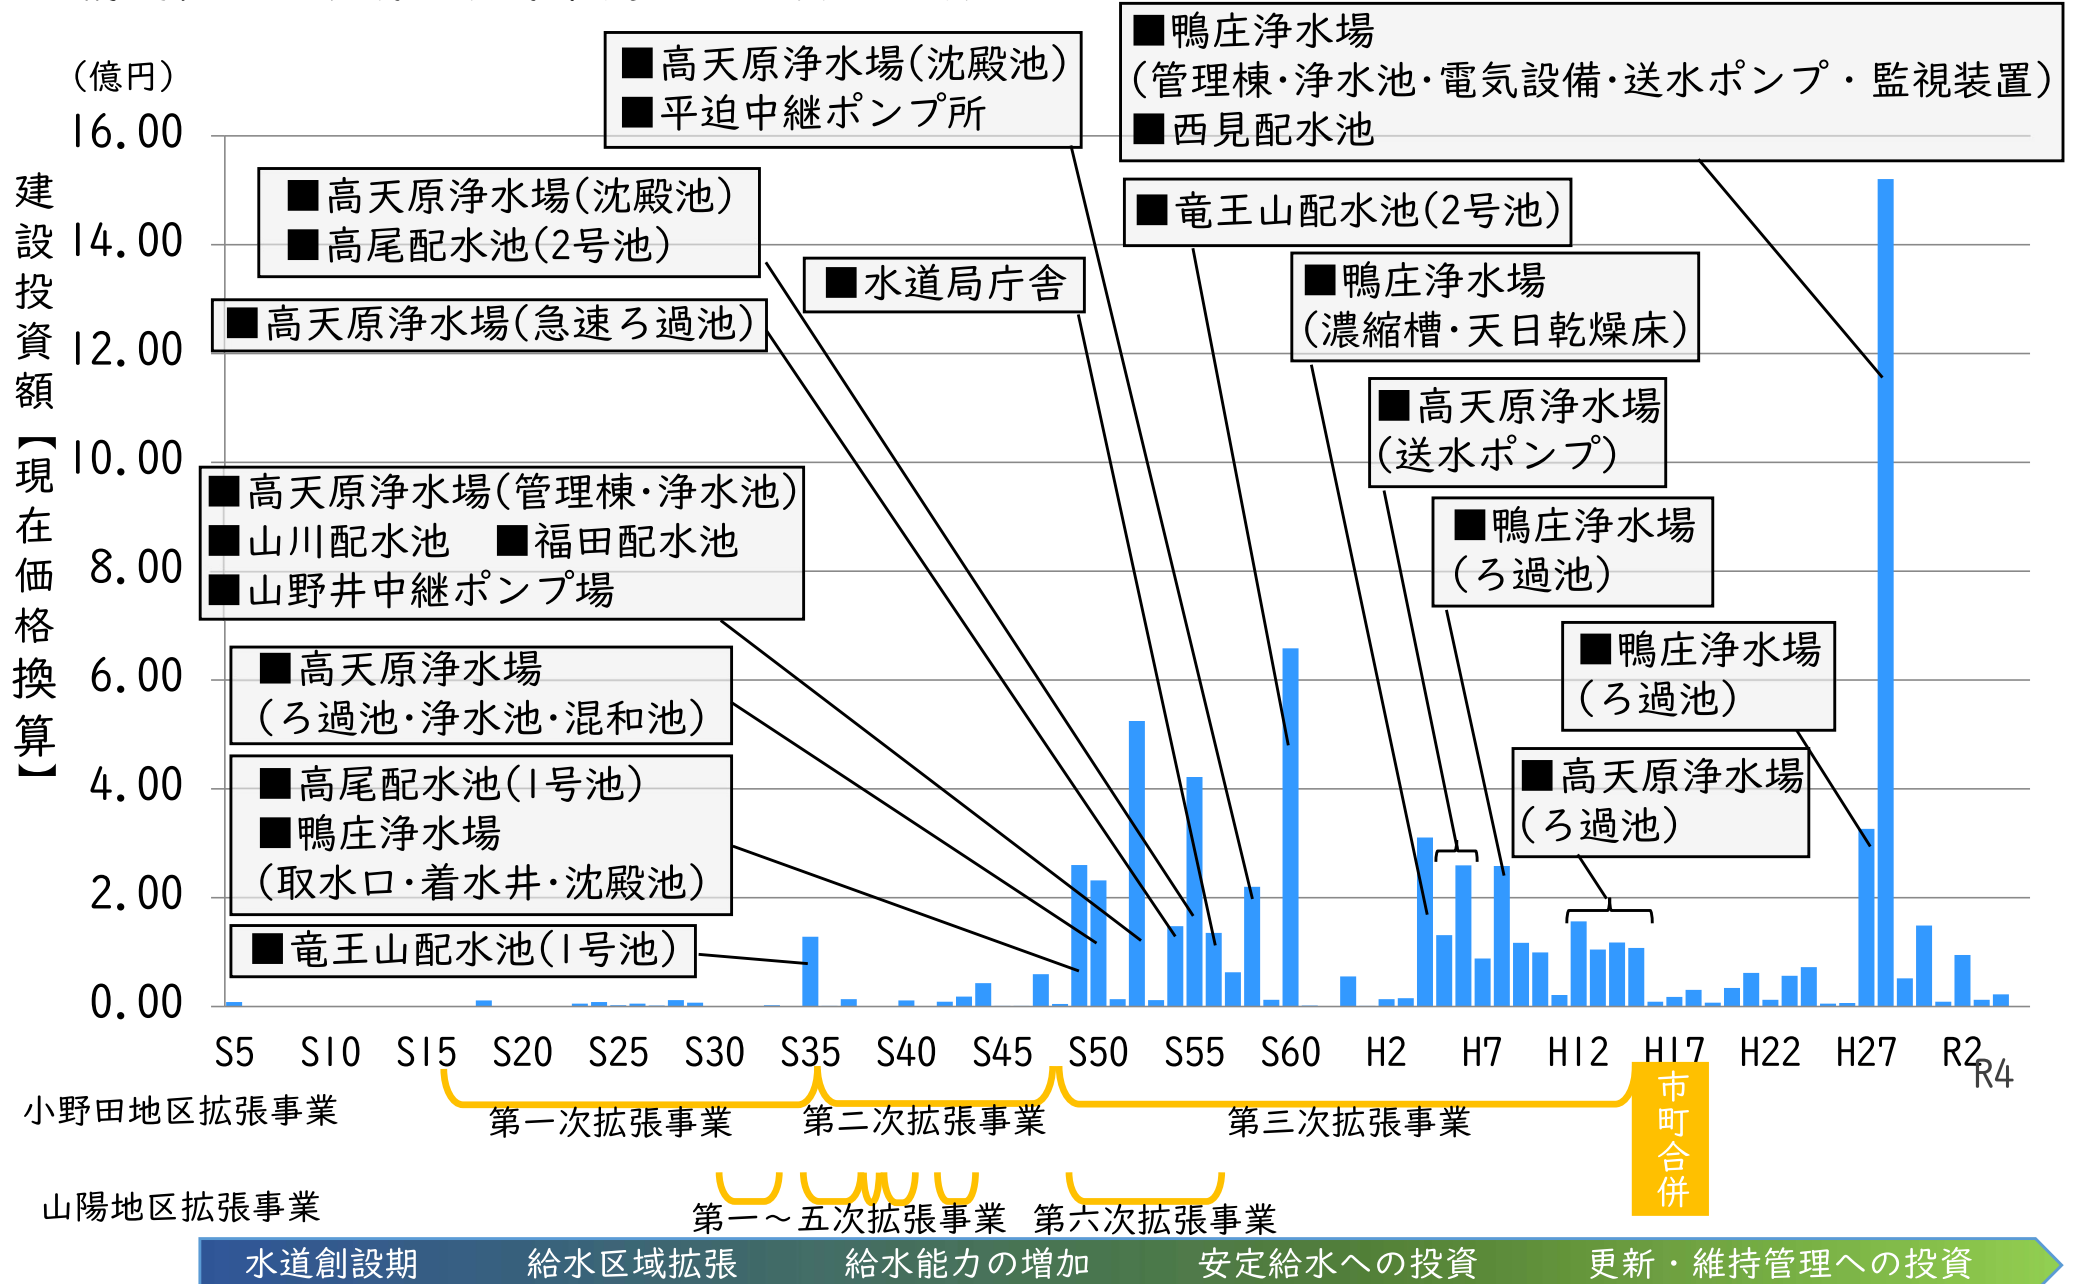 (億円)
16.00
14.00
12.00
10.00
8.00
6.00
4.00
2.00
0.00
建設投資額【現在価格換算】
■高天原浄水場(沈殿池)
■平迫中継ポンプ所
■鴨庄浄水場
(管理棟・浄水池・電気設備・送水ポンプ・監視装置)
■西見配水池
■高天原浄水場(沈殿池)
■高尾配水池(2号池)
■竜王山配水池(2号池)
■水道局庁舎
■鴨庄浄水場
(濃縮槽・天日乾燥床)
■高天原浄水場(急速ろ過池)
■高天原浄水場
(送水ポンプ)
■高天原浄水場(管理棟・浄水池)
■山川配水池 ■福田配水池
■山野井中継ポンプ場
■鴨庄浄水場
(ろ過池)
■高天原浄水場
(ろ過池・浄水池・混和池)
■鴨庄浄水場
(ろ過池)
■高尾配水池(1号池)
■鴨庄浄水場
(取水口・着水井・沈殿池)
■高天原浄水場
(ろ過池)
■竜王山配水池(1号池)
S5 S10 S15 S20 S25 S30 S35 S40 S45 S50 S55 S60 H2 H7 H12 H17 H22 H27 R2 R4
小野田地区拡張事業
第一次拡張事業
第二次拡張事業
第三次拡張事業
市町合併
山陽地区拡張事業
第一～五次拡張事業
第六次拡張事業
水道創設期 給水区域拡張 給水能力の増加 安定給水への投資 更新・維持管理への投資